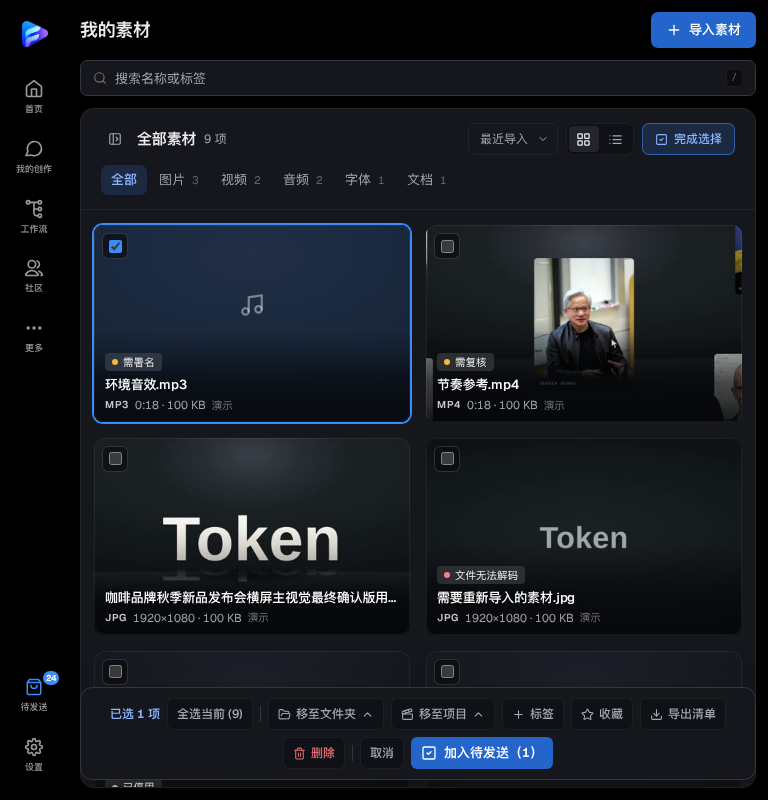 我的素材
导入素材
搜索名称或标签
/
首页
我的创作
工作流
社区
更多
24
待发送
设置
全部素材 9 项
最近导入
完成选择
全部 图片 3 视频 2 音频 2 字体 1 文档 1
需署名
环境音效.mp3
MP3 0:18 · 100 KB 演示
需复核
节奏参考.mp4
MP4 0:18 · 100 KB 演示
Token
咖啡品牌秋季新品发布会横屏主视觉最终确认版用...
JPG 1920×1080 · 100 KB 演示
Token
文件无法解码
需要重新导入的素材.jpg
JPG 1920×1080 · 100 KB 演示
已选 1 项 全选当前 (9) 移至文件夹 移至项目 标签 收藏 导出清单
删除 取消 加入待发送（1）